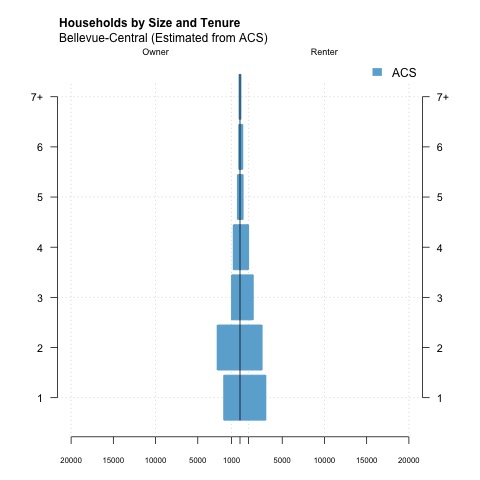 Households by Size and Tenure
Bellevue-Central (Estimated from ACS)
Owner Renter
ACS
7+ 7+
6 6
5 5
4 4
3 3
2 2
1 1
20000 15000 10000 5000 1000 5000 10000 15000 20000